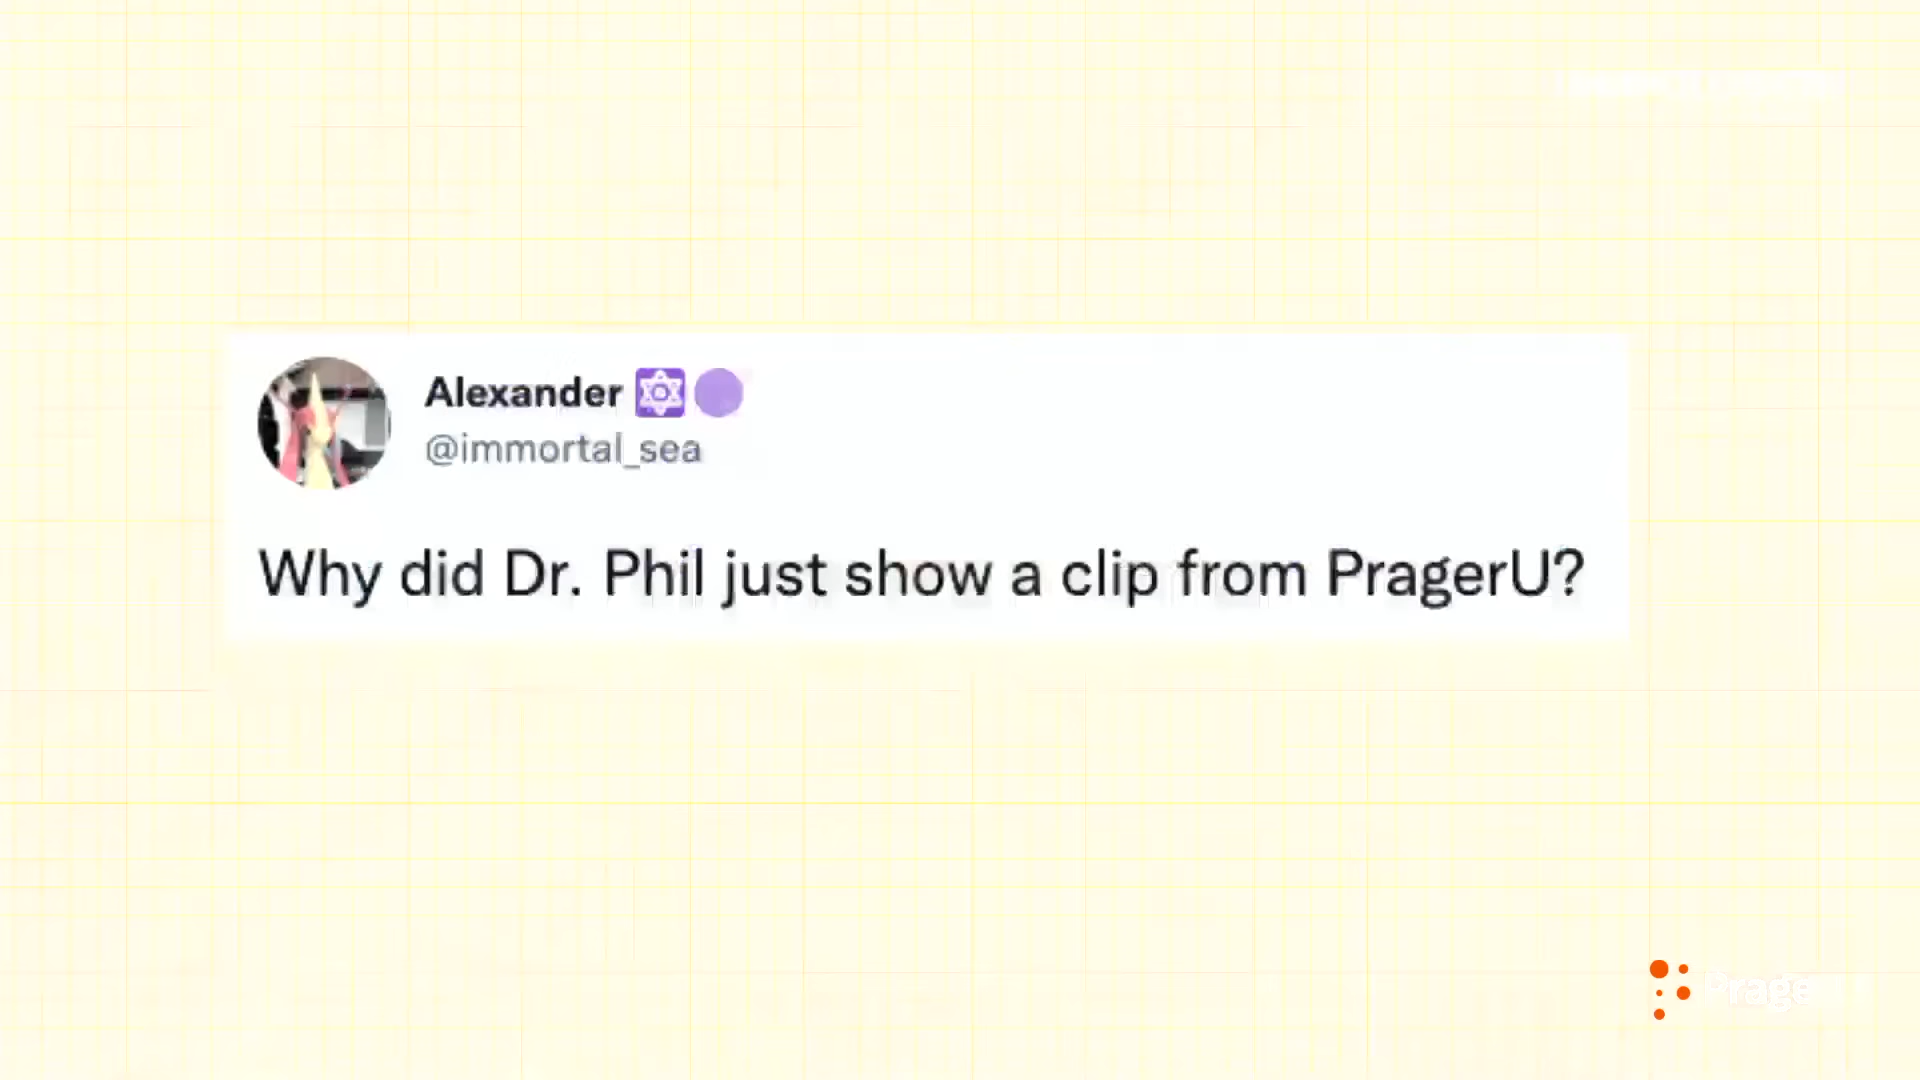 Alexander
@immortal_sea
Why did Dr. Phil just show a clip from PragerU?